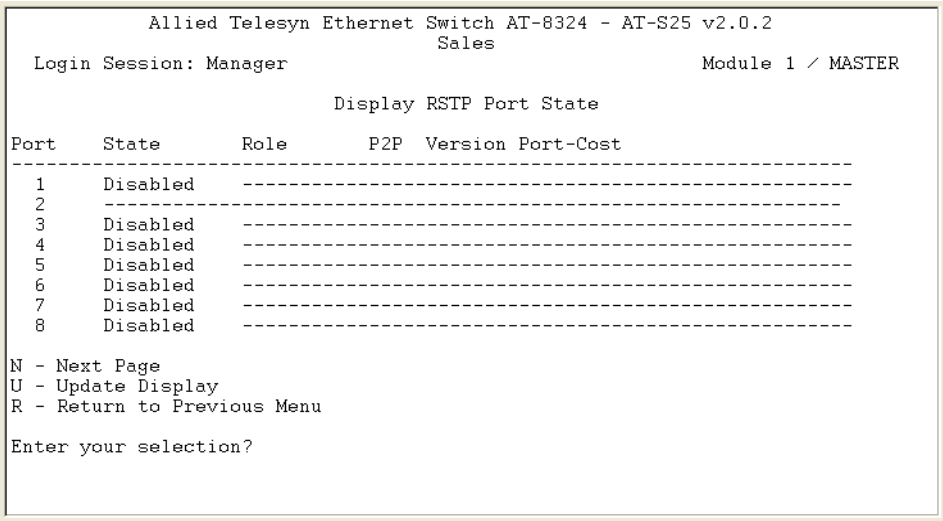 Allied Telesyn Ethernet Switch AT-8324 - AT-S25 v2.0.2
Sales
Login Session: Manager Module 1 / MASTER
Display RSTP Port State
Port State Role P2P Version Port-Cost
-------------------------------------------------------------------------
1 Disabled -----------------------------------------------------
2 ----------------------------------------------------------------
3 Disabled -----------------------------------------------------
4 Disabled -----------------------------------------------------
5 Disabled -----------------------------------------------------
6 Disabled -----------------------------------------------------
7 Disabled -----------------------------------------------------
8 Disabled -----------------------------------------------------
N - Next Page
U - Update Display
R - Return to Previous Menu
Enter your selection?